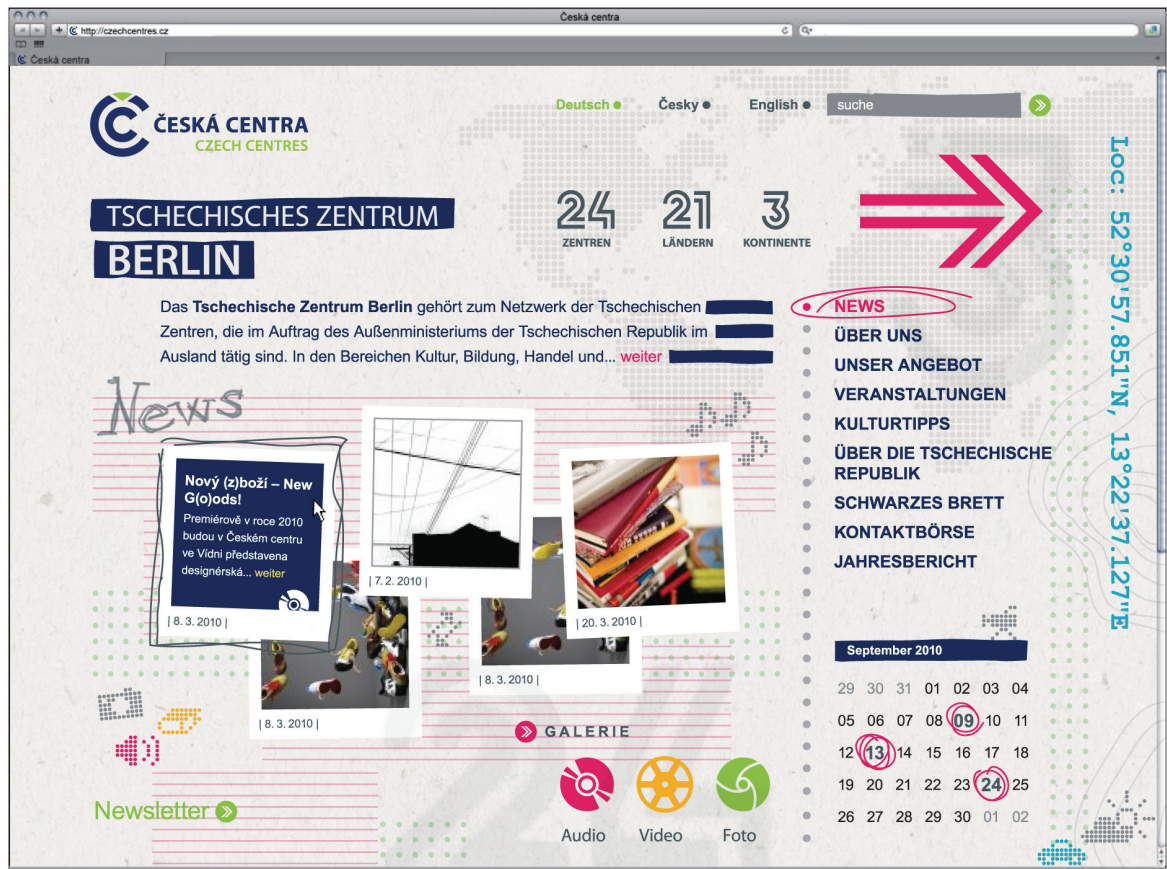 Česká centra
http://czechcentres.cz
Česká centra
Deutsch
Česky
English
suche
ČESKÁ CENTRA
CZECH CENTRES
TSCHECHISCHES ZENTRUM
BERLIN
24
ZENTREN
21
LÄNDERN
3
KONTINENTE
Das Tschechische Zentrum Berlin gehört zum Netzwerk der Tschechischen
Zentren, die im Auftrag des Außenministeriums der Tschechischen Republik im
Ausland tätig sind. In den Bereichen Kultur, Bildung, Handel und... weiter
NEWS
ÜBER UNS
UNSER ANGEBOT
VERANSTALTUNGEN
KULTURTIPPS
ÜBER DIE TSCHECHISCHE
REPUBLIK
SCHWARZES BRETT
KONTAKTBÖRSE
JAHRESBERICHT
Loc: 52°30'57.851"N, 13°22'37.127"E
News
Nový (z)boží – New
G(o)ods!
Premiérově v roce 2010
budou v Českém centru
ve Vídni představena
designérská... weiter
| 8. 3. 2010 |
| 7. 2. 2010 |
| 20. 3. 2010 |
| 8. 3. 2010 |
| 8. 3. 2010 |
GALERIE
Audio
Video
Foto
Newsletter
September 2010
29 30 31 01 02 03 04
05 06 07 08 09 10 11
12 13 14 15 16 17 18
19 20 21 22 23 24 25
26 27 28 29 30 01 02